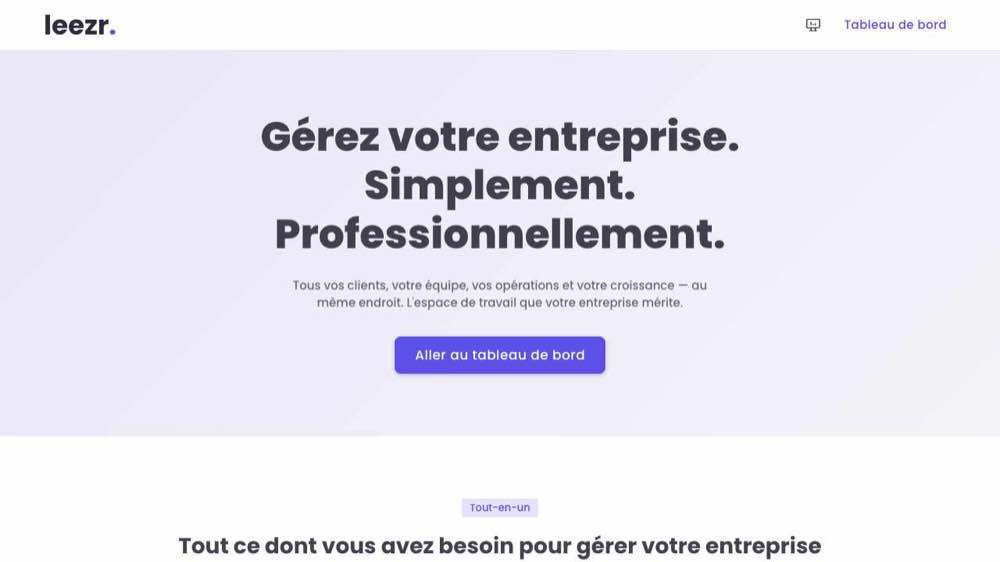 leezr.
Tableau de bord
Gérez votre entreprise.
Simplement.
Professionnellement.
Tous vos clients, votre équipe, vos opérations et votre croissance — au
même endroit. L'espace de travail que votre entreprise mérite.
Aller au tableau de bord
Tout-en-un
Tout ce dont vous avez besoin pour gérer votre entreprise